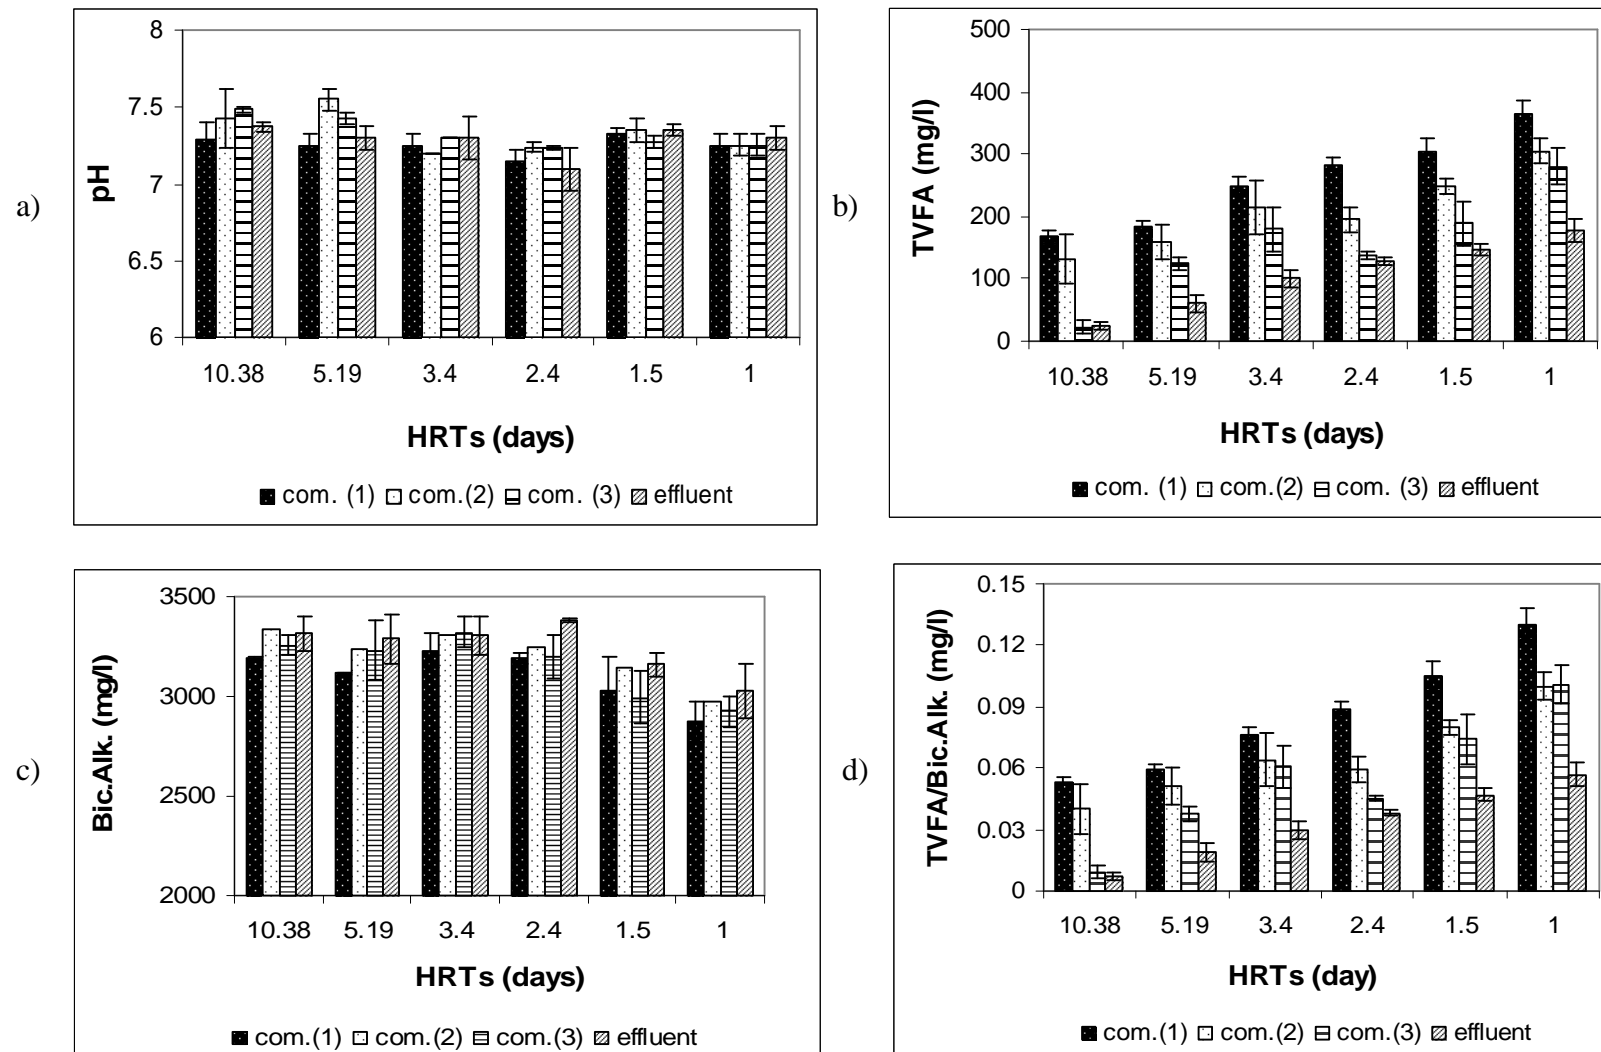 a)
pH
8
7.5
7
6.5
6
10.38 5.19 3.4 2.4 1.5 1
HRTs (days)
com. (1) com.(2) com. (3) effluent
b)
TVFA (mg/l)
500
400
300
200
100
0
10.38 5.19 3.4 2.4 1.5 1
HRTs (days)
com. (1) com.(2) com. (3) effluent
c)
Bic.Alk. (mg/l)
3500
3000
2500
2000
10.38 5.19 3.4 2.4 1.5 1
HRTs (days)
com.(1) com.(2) com.(3) effluent
d)
TVFA/Bic.Alk. (mg/l)
0.15
0.12
0.09
0.06
0.03
0
10.38 5.19 3.4 2.4 1.5 1
HRTs (day)
com.(1) com.(2) com.(3) effluent